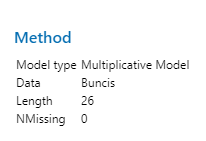 Method
Model type Multiplicative Model
Data Buncis
Length 26
NMissing 0